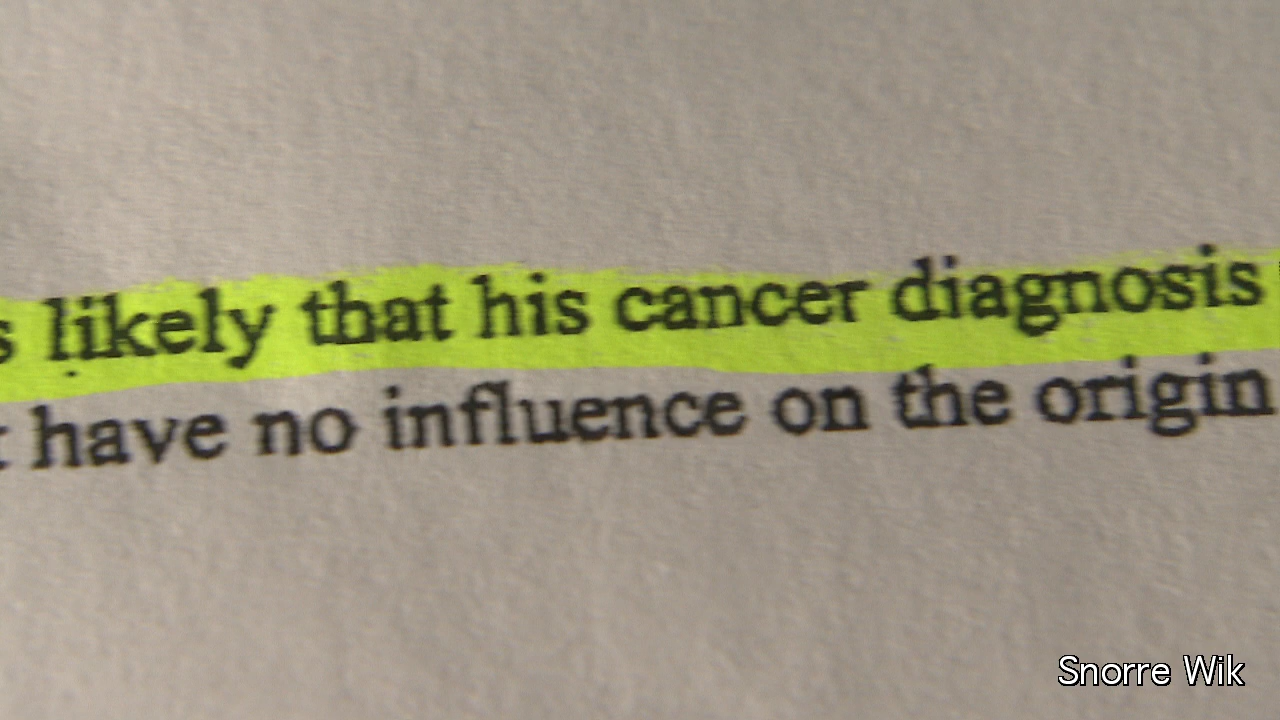 s likely that his cancer diagnosis
have no influence on the origin
Snorre Wik